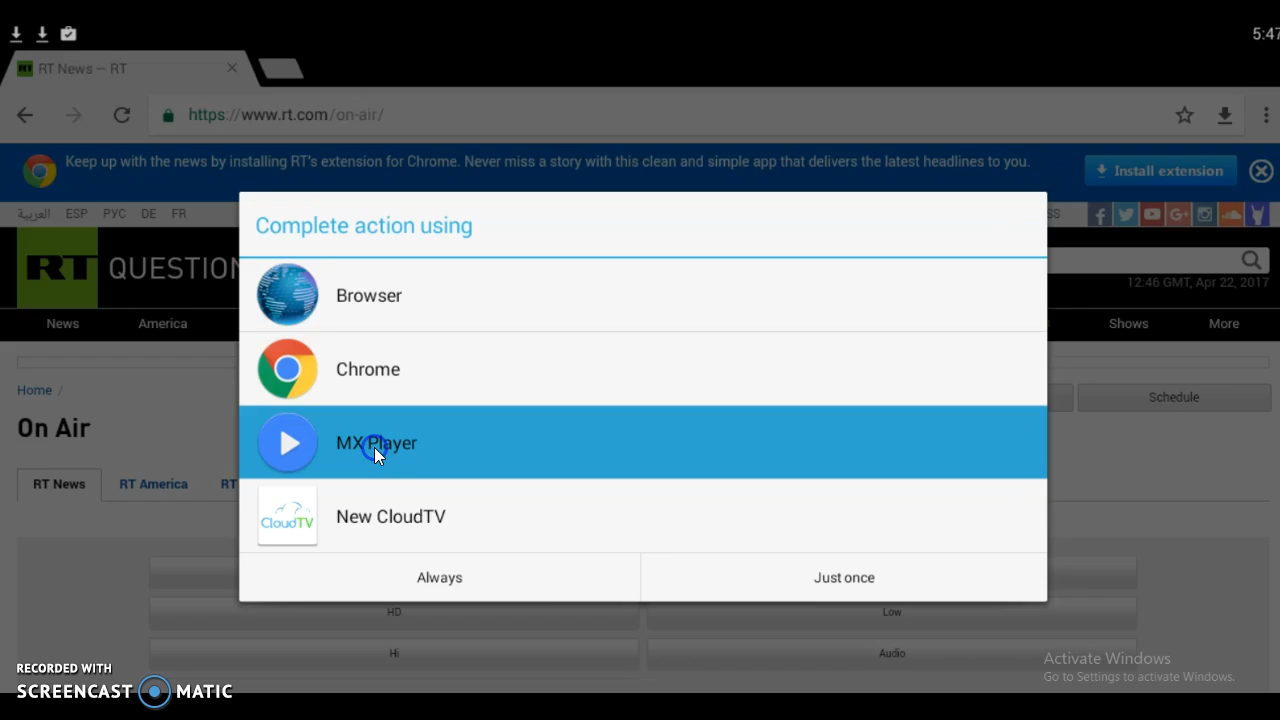 5:47
RT News — RT
https://www.rt.com/on-air/
Keep up with the news by installing RT's extension for Chrome. Never miss a story with this clean and simple app that delivers the latest headlines to you.
Install extension
العربية ESP РУС DE FR
SS
RT QUESTION
12:46 GMT, Apr 22, 2017
News America Shows More
Home /
Schedule
On Air
RT News RT America RT
Complete action using
Browser
Chrome
MX Player
New CloudTV
CloudTV
Always Just once
HD Low
Hi Audio
Activate Windows
Go to Settings to activate Windows.
RECORDED WITH
SCREENCAST MATIC